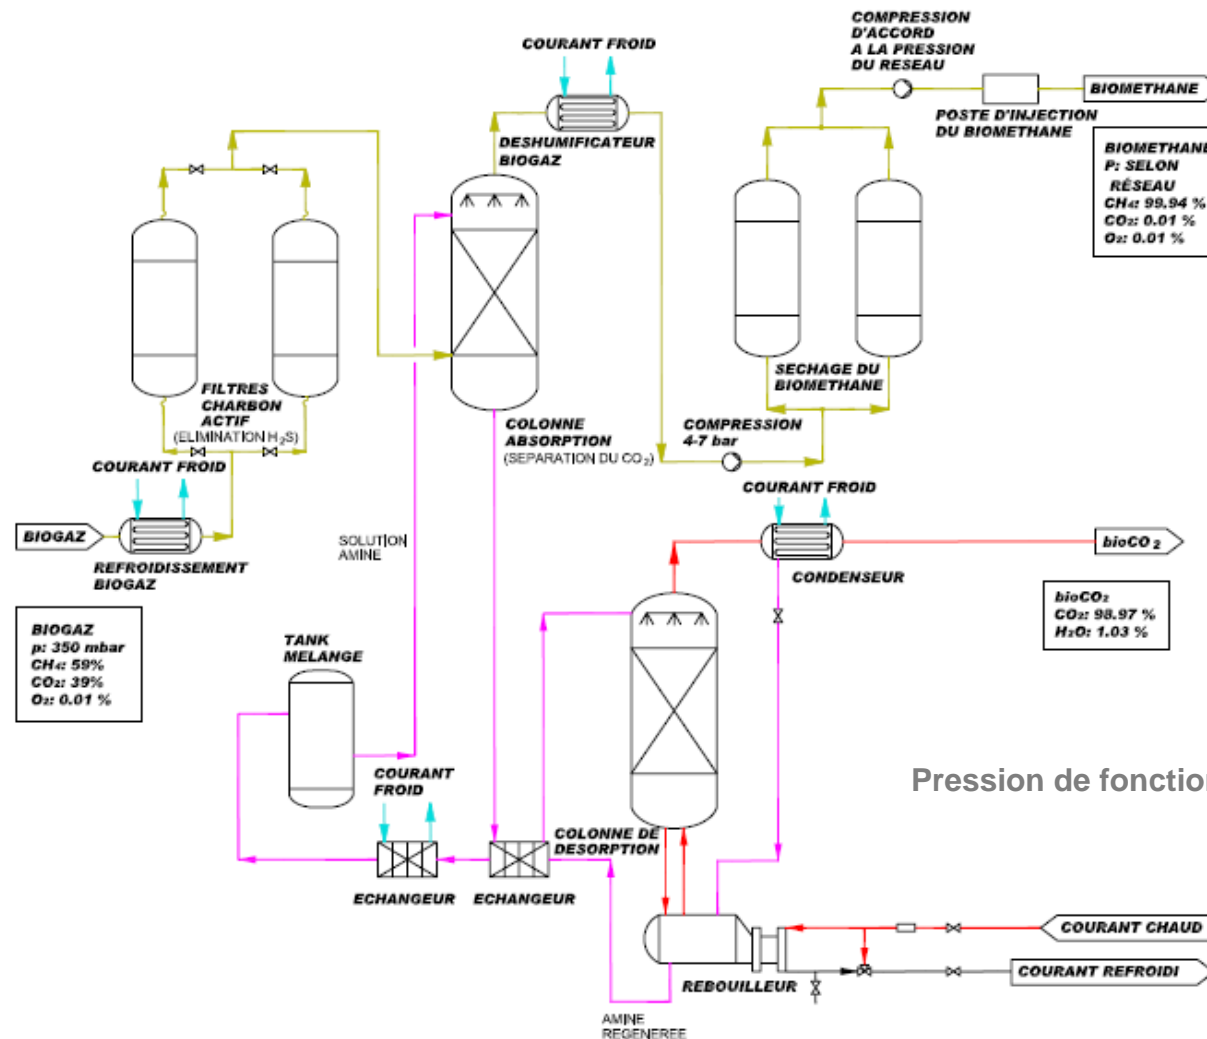 COMPRESSION
D'ACCORD
A LA PRESSION
DU RESEAU
COURANT FROID
BIOMETHANE
POSTE D'INJECTION
DU BIOMETHANE
DESHUMIFICATEUR
BIOGAZ
BIOMETHANE
P: SELON
RÉSEAU
CH₄: 99.94 %
CO₂: 0.01 %
O₂: 0.01 %
SECHAGE DU
BIOMETHANE
FILTRES
CHARBON
ACTIF
(ELIMINATION H₂S)
COLONNE
ABSORPTION
(SEPARATION DU CO₂)
COMPRESSION
4-7 bar
COURANT FROID
COURANT FROID
BIOGAZ
REFROIDISSEMENT
BIOGAZ
SOLUTION
AMINE
bioCO₂
CONDENSEUR
bioCO₂
CO₂: 98.97 %
H₂O: 1.03 %
BIOGAZ
p: 350 mbar
CH₄: 59%
CO₂: 39%
O₂: 0.01 %
TANK
MELANGE
COURANT
FROID
Pression de fonction
COLONNE DE
DESORPTION
ECHANGEUR
ECHANGEUR
COURANT CHAUD
COURANT REFROIDI
REBOUILLEUR
AMINE
REGENEREE